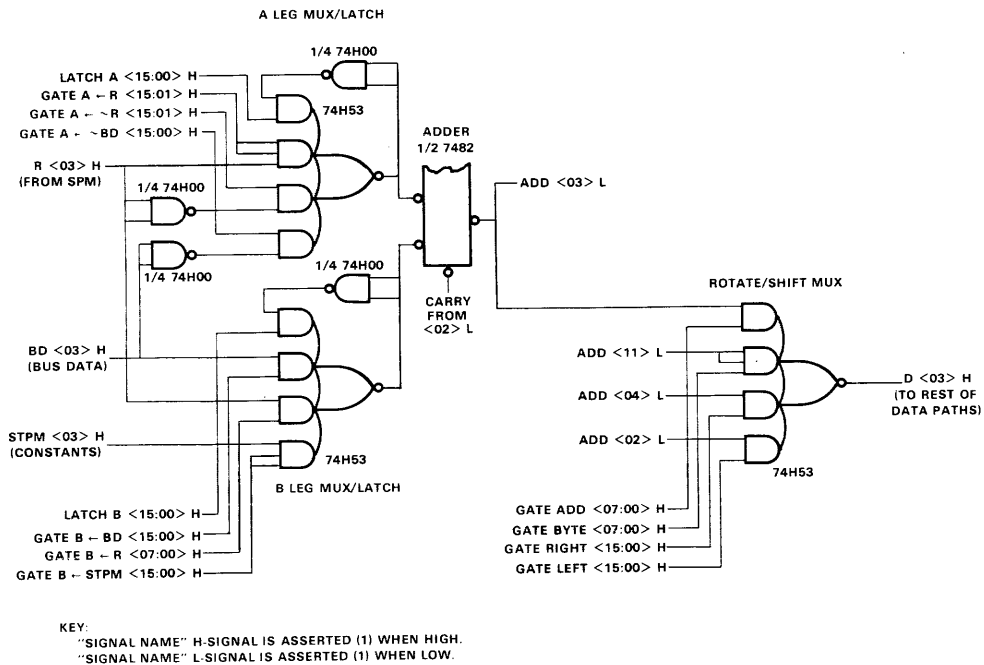 A LEG MUX/LATCH
1/4 74H00
LATCH A <15:00> H
GATE A ← R <15:01> H
GATE A ← ~R <15:01> H
GATE A ← ~BD <15:00> H
74H53
R <03> H
(FROM SPM)
1/4 74H00
1/4 74H00
ADDER
1/2 7482
ADD <03> L
1/4 74H00
CARRY
FROM
<02> L
BD <03> H
(BUS DATA)
STPM <03> H
(CONSTANTS)
74H53
B LEG MUX/LATCH
LATCH B <15:00> H
GATE B ← BD <15:00> H
GATE B ← R <07:00> H
GATE B ← STPM <15:00> H
ROTATE/SHIFT MUX
ADD <11> L
ADD <04> L
ADD <02> L
74H53
D <03> H
(TO REST OF
DATA PATHS)
GATE ADD <07:00> H
GATE BYTE <07:00> H
GATE RIGHT <15:00> H
GATE LEFT <15:00> H
KEY:
"SIGNAL NAME" H-SIGNAL IS ASSERTED (1) WHEN HIGH.
"SIGNAL NAME" L-SIGNAL IS ASSERTED (1) WHEN LOW.